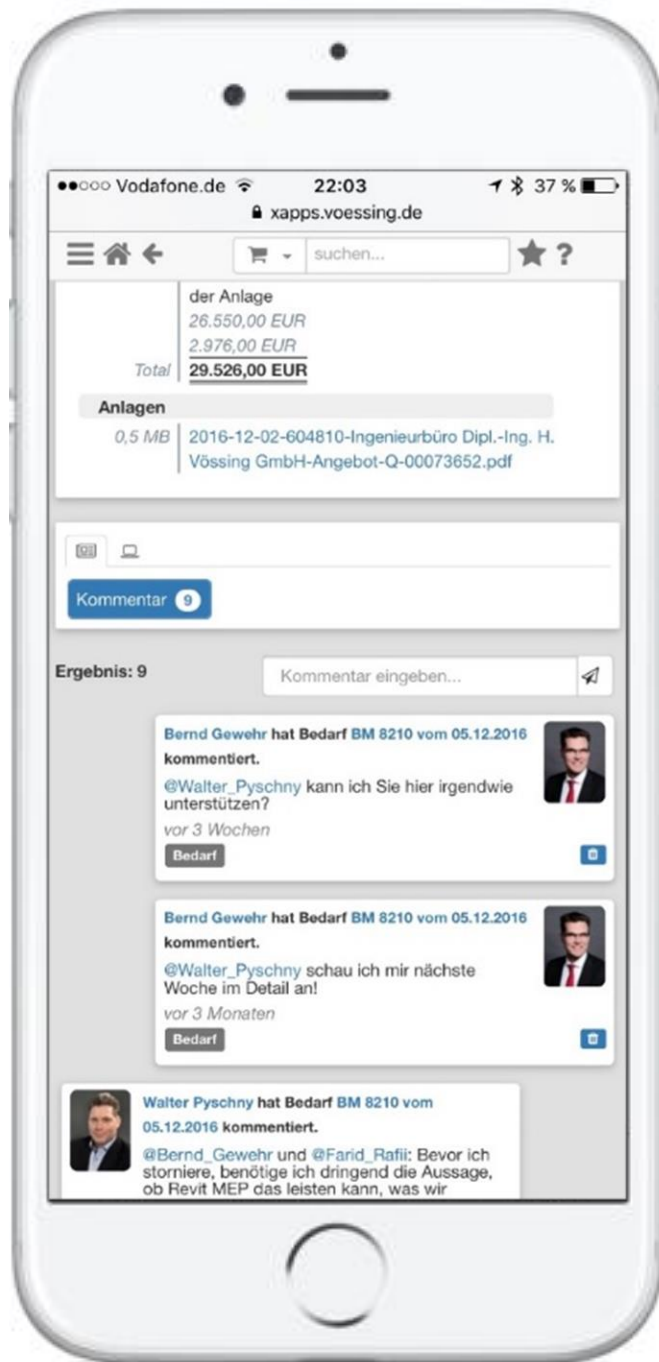 Vodafone.de 22:03 37 %
xapps.voessing.de
suchen... ?
der Anlage
26.550,00 EUR
2.976,00 EUR
Total 29.526,00 EUR
Anlagen
0,5 MB 2016-12-02-604810-Ingenieurbüro Dipl.-Ing. H.
Vössing GmbH-Angebot-Q-00073652.pdf
Kommentar 9
Ergebnis: 9 Kommentar eingeben...
Bernd Gewehr hat Bedarf BM 8210 vom 05.12.2016
kommentiert.
@Walter_Pyschny kann ich Sie hier irgendwie
unterstützen?
vor 3 Wochen
Bedarf
Bernd Gewehr hat Bedarf BM 8210 vom 05.12.2016
kommentiert.
@Walter_Pyschny schau ich mir nächste
Woche im Detail an!
vor 3 Monaten
Bedarf
Walter Pyschny hat Bedarf BM 8210 vom
05.12.2016 kommentiert.
@Bernd_Gewehr und @Farid_Rafii: Bevor ich
storniere, benötige ich dringend die Aussage,
ob Revit MEP das leisten kann, was wir